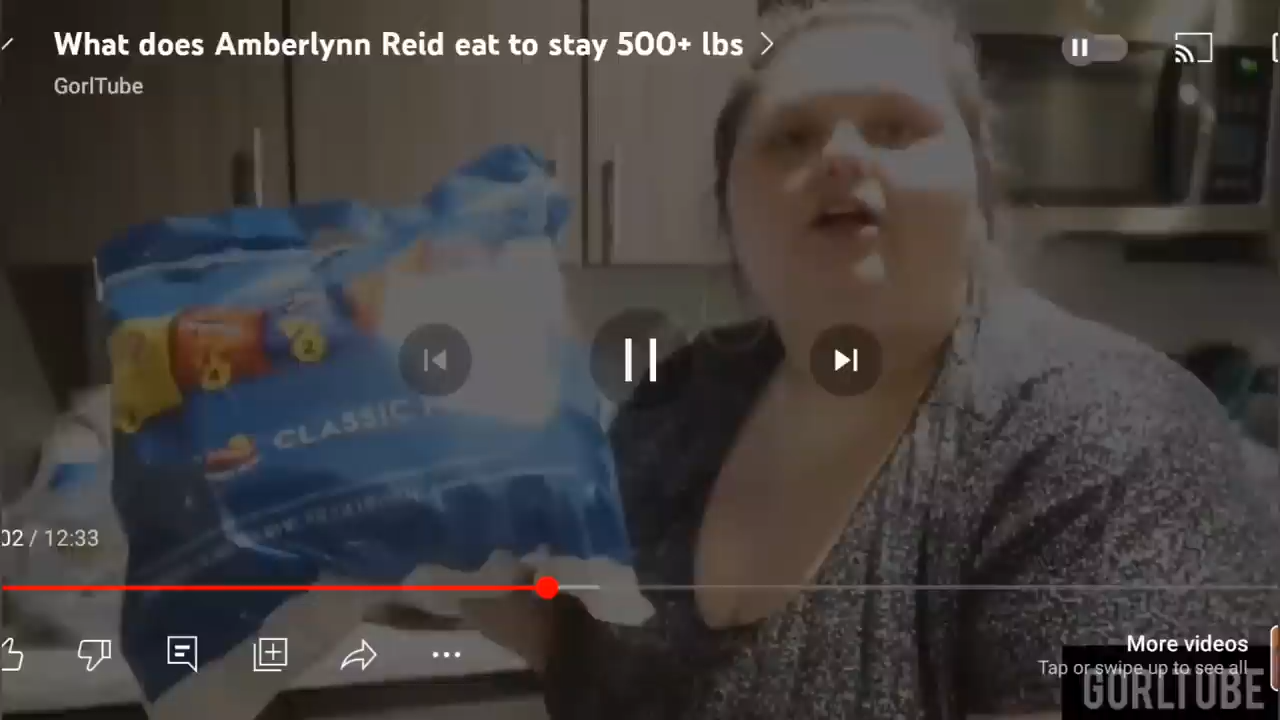 What does Amberlynn Reid eat to stay 500+ lbs
GorlTube
CLASSIC
02 / 12:33
More videos
Tap or swipe up to see all
GORLTUBE